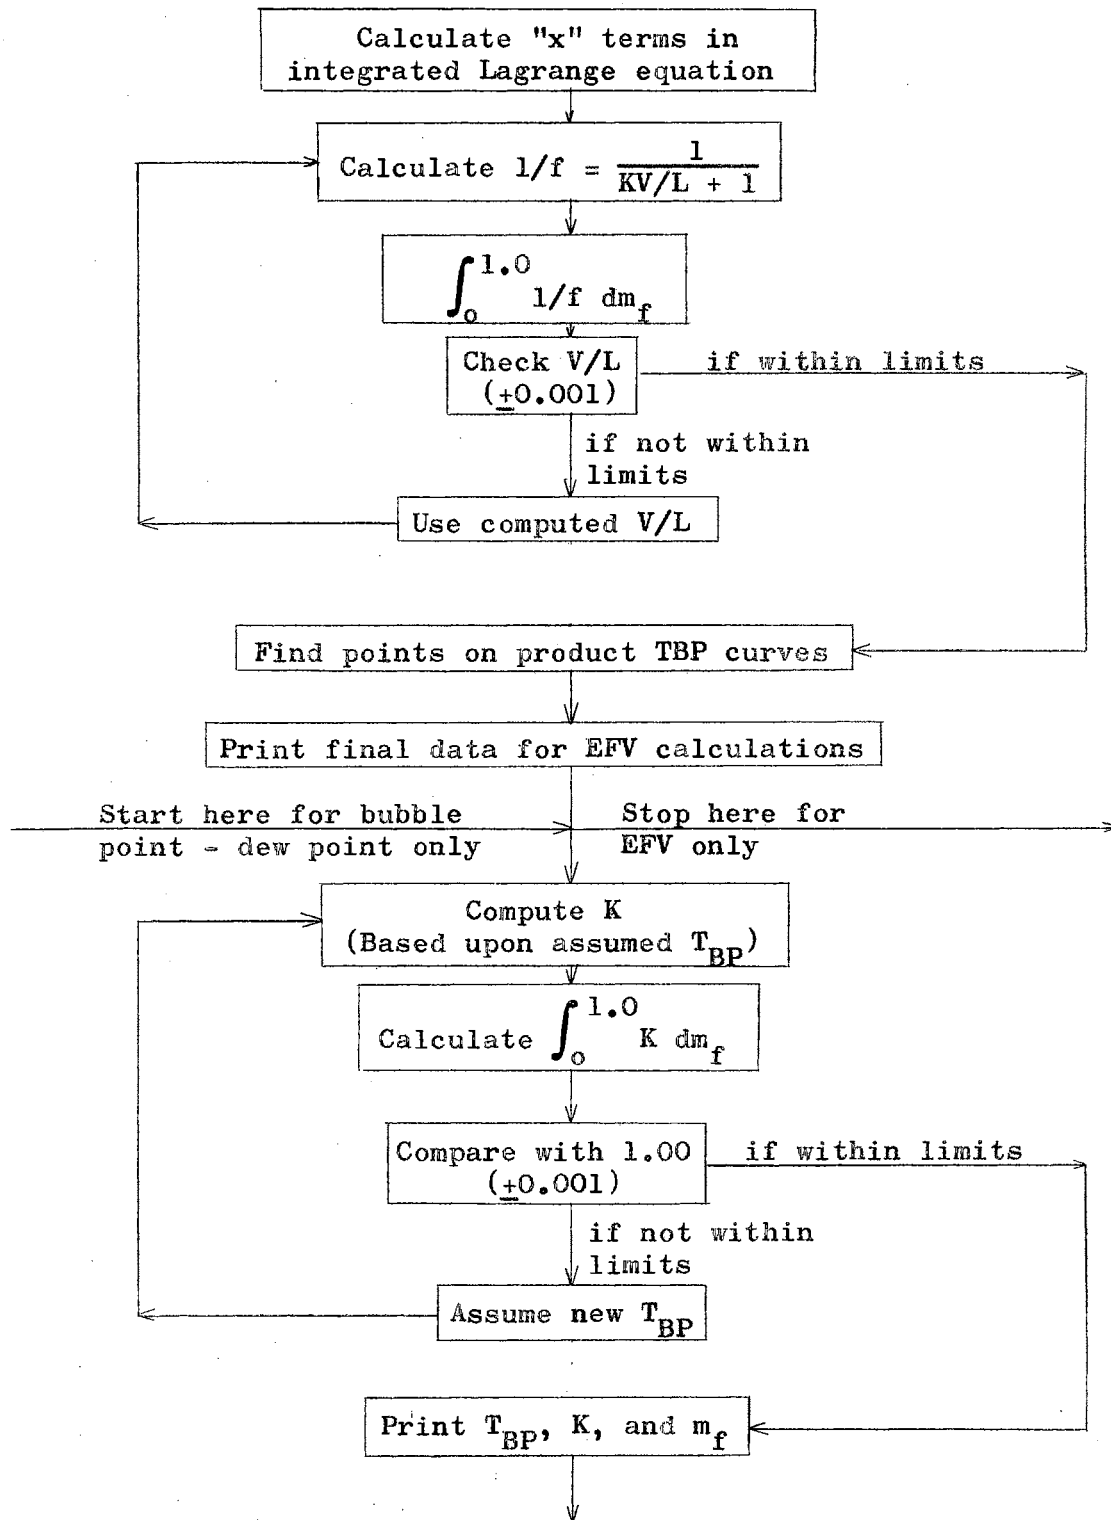 Calculate "x" terms in
integrated Lagrange equation
Calculate 1/f = 1 / (KV/L + 1)
∫₀^1.0 1/f dm_f
Check V/L
(±0.001)
if within limits
if not within
limits
Use computed V/L
Find points on product TBP curves
Print final data for EFV calculations
Start here for bubble
point - dew point only
Stop here for
EFV only
Compute K
(Based upon assumed T_BP)
Calculate ∫₀^1.0 K dm_f
Compare with 1.00
(±0.001)
if within limits
if not within
limits
Assume new T_BP
Print T_BP, K, and m_f